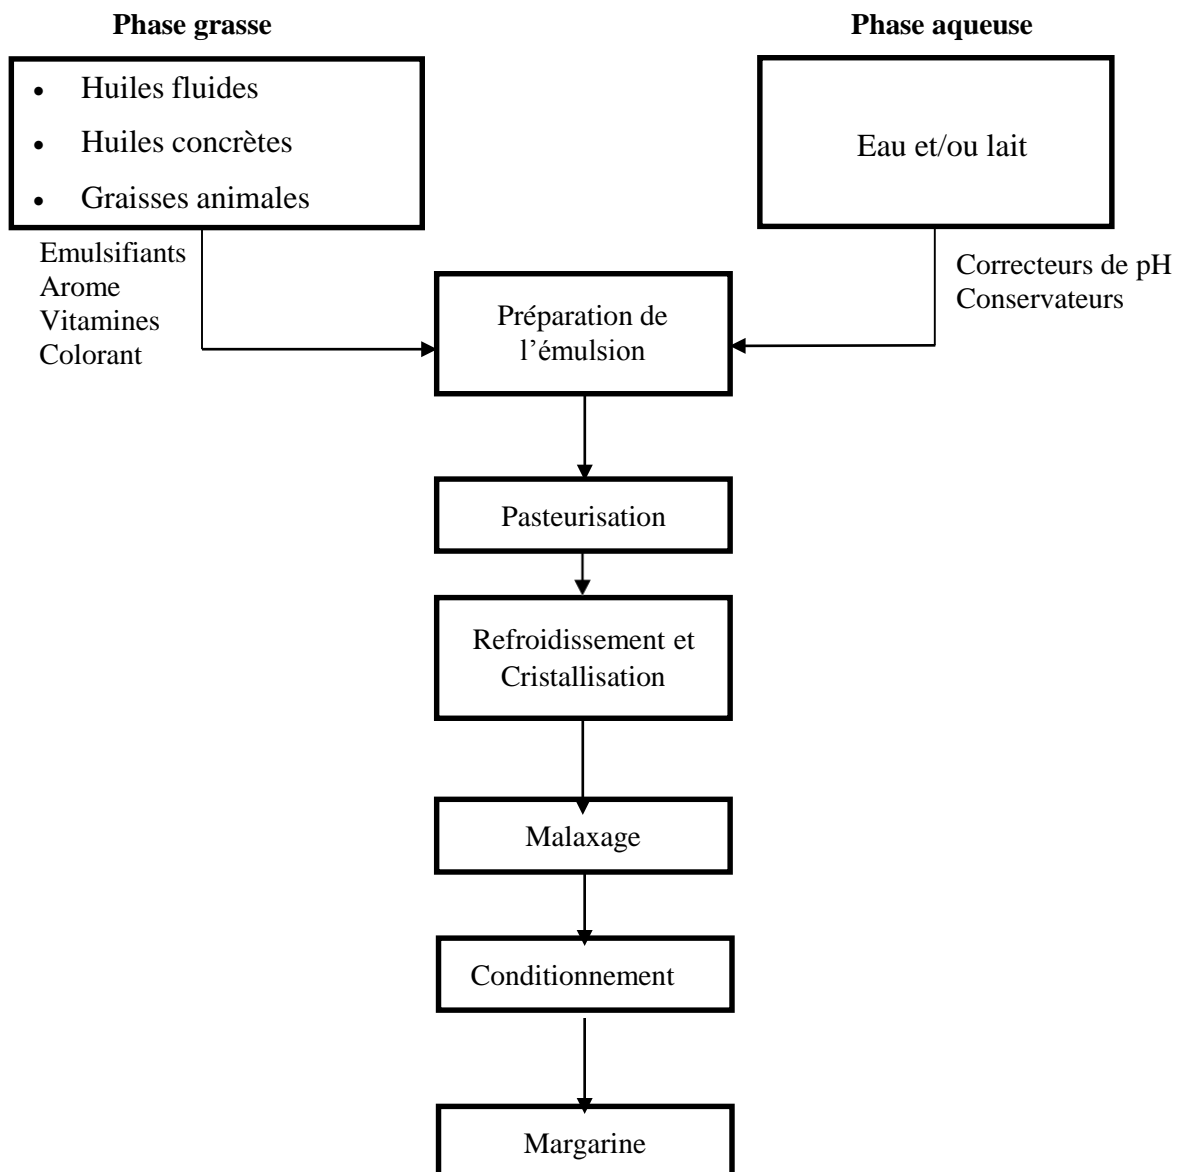 Phase grasse
Phase aqueuse
• Huiles fluides
• Huiles concrètes
• Graisses animales
Eau et/ou lait
Emulsifiants
Arome
Vitamines
Colorant
Correcteurs de pH
Conservateurs
Préparation de
l’émulsion
Pasteurisation
Refroidissement et
Cristallisation
Malaxage
Conditionnement
Margarine